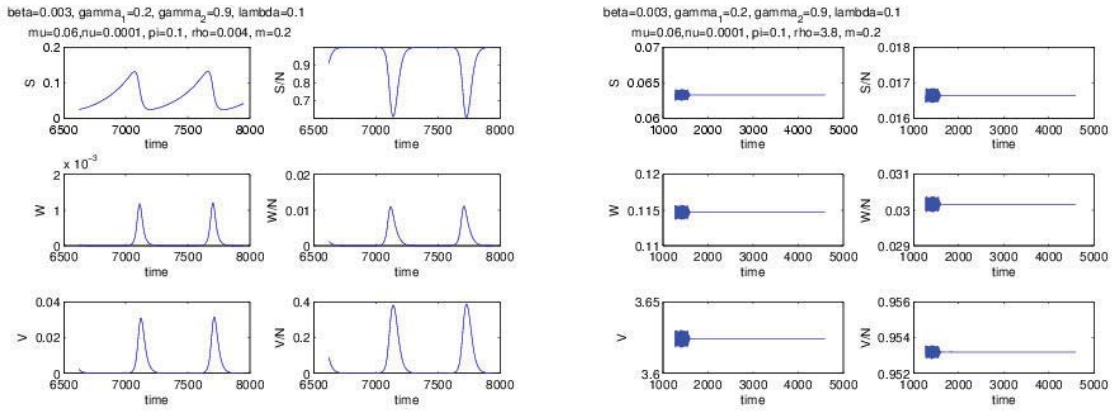 beta=0.003, gamma1=0.2, gamma2=0.9, lambda=0.1
mu=0.06,nu=0.0001, pi=0.1, rho=0.004, m=0.2
0.2
0.1
0
S
6500 7000 7500 8000
time
0.9
0.8
0.7
S/N
6500 7000 7500 8000
time
x 10⁻³
2
1
0
W
6500 7000 7500 8000
time
0.02
0.01
0
W/N
6500 7000 7500 8000
time
0.04
0.02
0
V
6500 7000 7500 8000
time
0.4
0.2
0
V/N
6500 7000 7500 8000
time
beta=0.003, gamma1=0.2, gamma2=0.9, lambda=0.1
mu=0.06,nu=0.0001, pi=0.1, rho=3.8, m=0.2
0.07
0.065
0.06
S
1000 2000 3000 4000 5000
time
0.018
0.017
0.016
S/N
1000 2000 3000 4000 5000
time
0.12
0.115
0.11
W
1000 2000 3000 4000 5000
time
0.031
0.03
0.029
W/N
1000 2000 3000 4000 5000
time
3.65
3.6
V
1000 2000 3000 4000 5000
time
0.956
0.954
0.952
V/N
1000 2000 3000 4000 5000
time